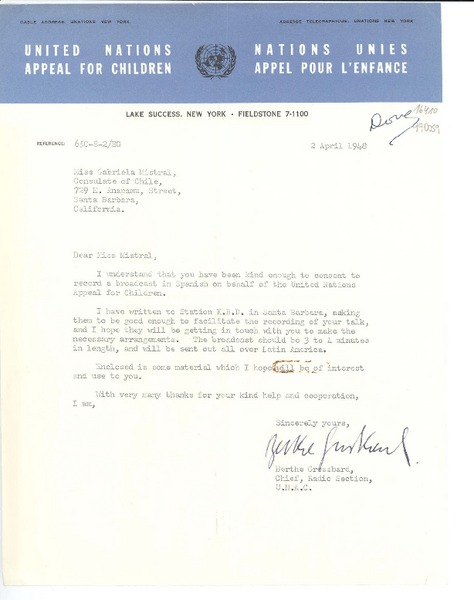 CABLE ADDRESS: UNATIONS NEW YORK
ADRESSE TELEGRAPHIQUE: UNATIONS NEW YORK
UNITED NATIONS
APPEAL FOR CHILDREN
NATIONS UNIES
APPEL POUR L'ENFANCE
LAKE SUCCESS, NEW YORK • FIELDSTONE 7-1100
Done
REFERENCE:
2 April 1948
Miss Gabriela Mistral,
Consulate of Chile,
729 E. Anapamu, Street,
Santa Barbara,
California.
Dear Miss Mistral,
I understand that you have been kind enough to consent to
record a broadcast in Spanish on behalf of the United Nations
Appeal for Children.
I have written to Station in Santa Barbara, asking
them to be good enough to facilitate the recording of your talk,
and I hope they will be getting in touch with you to make the
necessary arrangements. The broadcast should be 3 to 4 minutes
in length, and will be sent out all over Latin America.
Enclosed is some material which I hope will be of interest
and use to you.
With very many thanks for your kind help and cooperation,
I am,
Sincerely yours,
Berthe
Chief, Radio Section,
U.N.A.C.